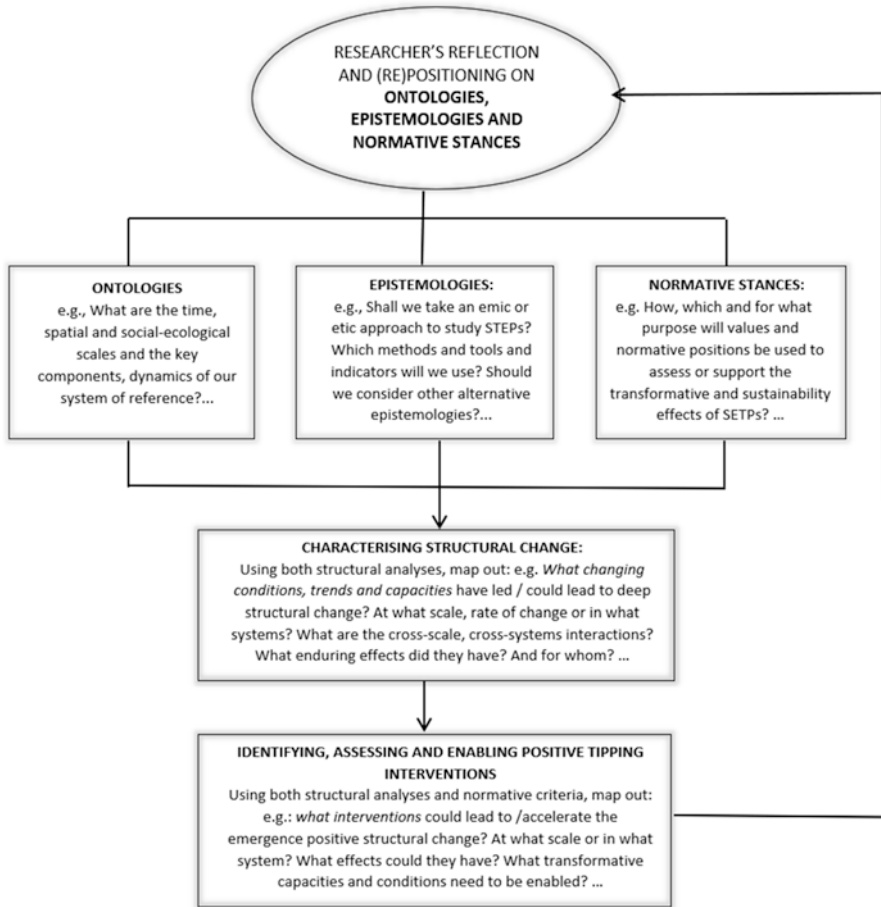 RESEARCHER'S REFLECTION
AND (RE)POSITIONING ON
ONTOLOGIES,
EPISTEMOLOGIES AND
NORMATIVE STANCES
ONTOLOGIES
e.g., What are the time,
spatial and social-ecological
scales and the key
components, dynamics of our
system of reference?...
EPISTEMOLOGIES:
e.g., Shall we take an emic or
etic approach to study STEPs?
Which methods and tools and
indicators will we use? Should
we consider other alternative
epistemologies?...
NORMATIVE STANCES:
e.g. How, which and for what
purpose will values and
normative positions be used to
assess or support the
transformative and sustainability
effects of SETPs? ...
CHARACTERISING STRUCTURAL CHANGE:
Using both structural analyses, map out: e.g. What changing
conditions, trends and capacities have led / could lead to deep
structural change? At what scale, rate of change or in what
systems? What are the cross-scale, cross-systems interactions?
What enduring effects did they have? And for whom? ...
IDENTIFYING, ASSESSING AND ENABLING POSITIVE TIPPING
INTERVENTIONS
Using both structural analyses and normative criteria, map out:
e.g.: what interventions could lead to /accelerate the
emergence positive structural change? At what scale or in what
system? What effects could they have? What transformative
capacities and conditions need to be enabled? ...